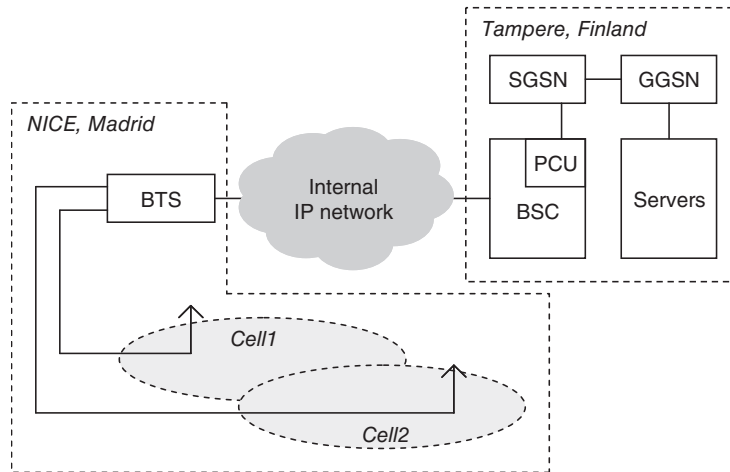 Tampere, Finland
SGSN
GGSN
NICE, Madrid
PCU
BTS
Internal
IP network
BSC
Servers
Cell1
Cell2